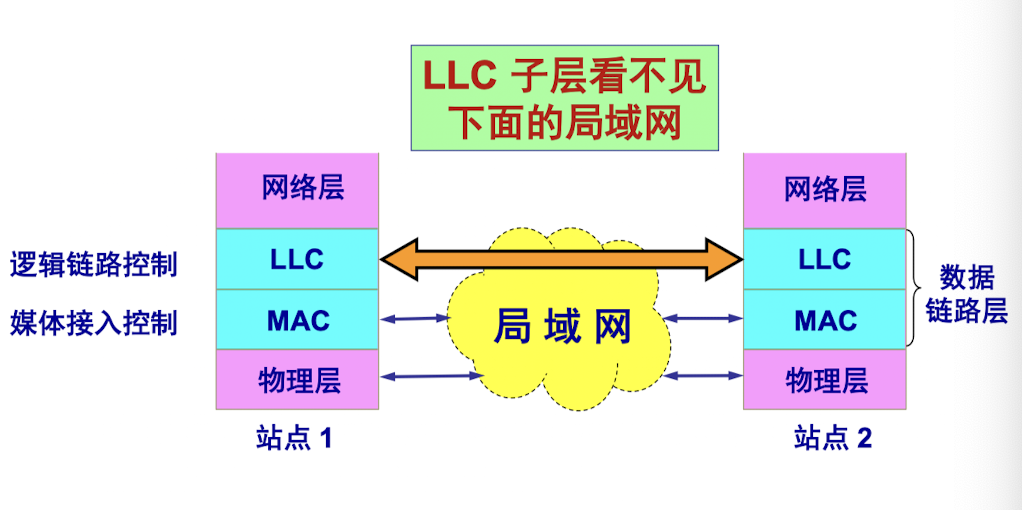 LLC 子层看不见
下面的局域网
网络层
网络层
逻辑链路控制
LLC
LLC
数据
链路层
媒体接入控制
MAC
局 域 网
MAC
物理层
物理层
站点 1
站点 2